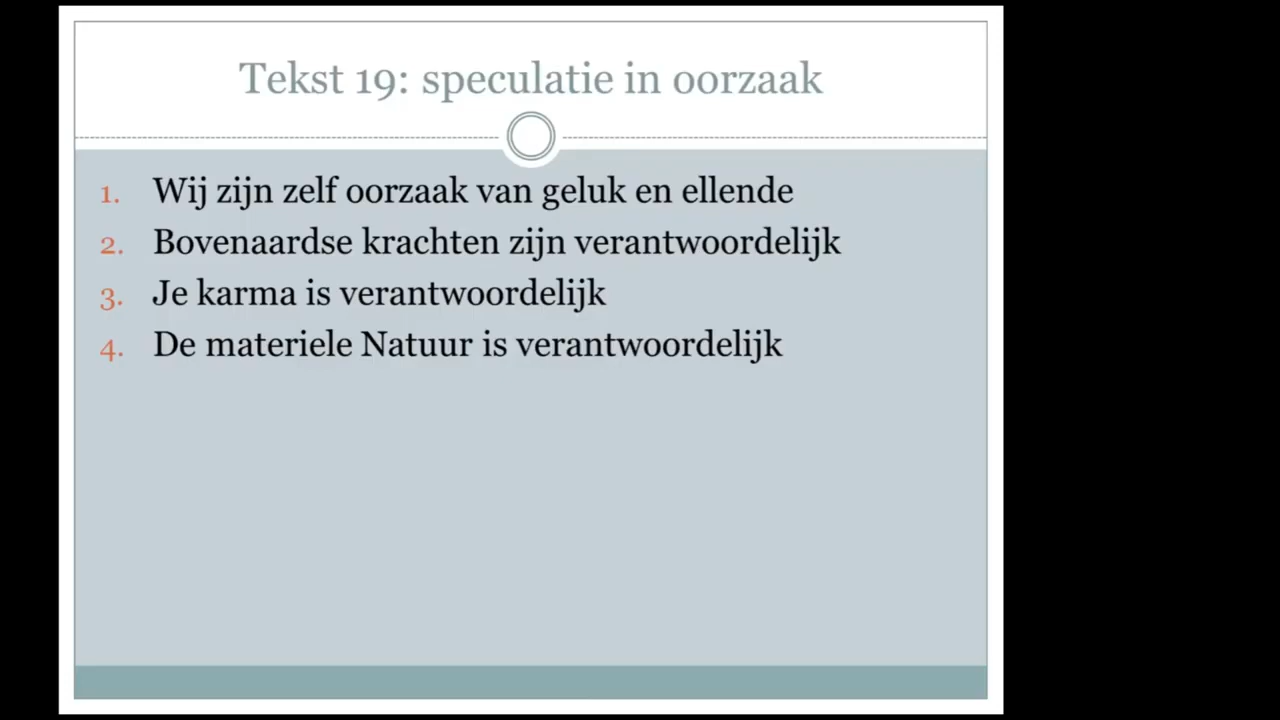 Tekst 19: speculatie in oorzaak
1. Wij zijn zelf oorzaak van geluk en ellende
2. Bovenaardse krachten zijn verantwoordelijk
3. Je karma is verantwoordelijk
4. De materiele Natuur is verantwoordelijk